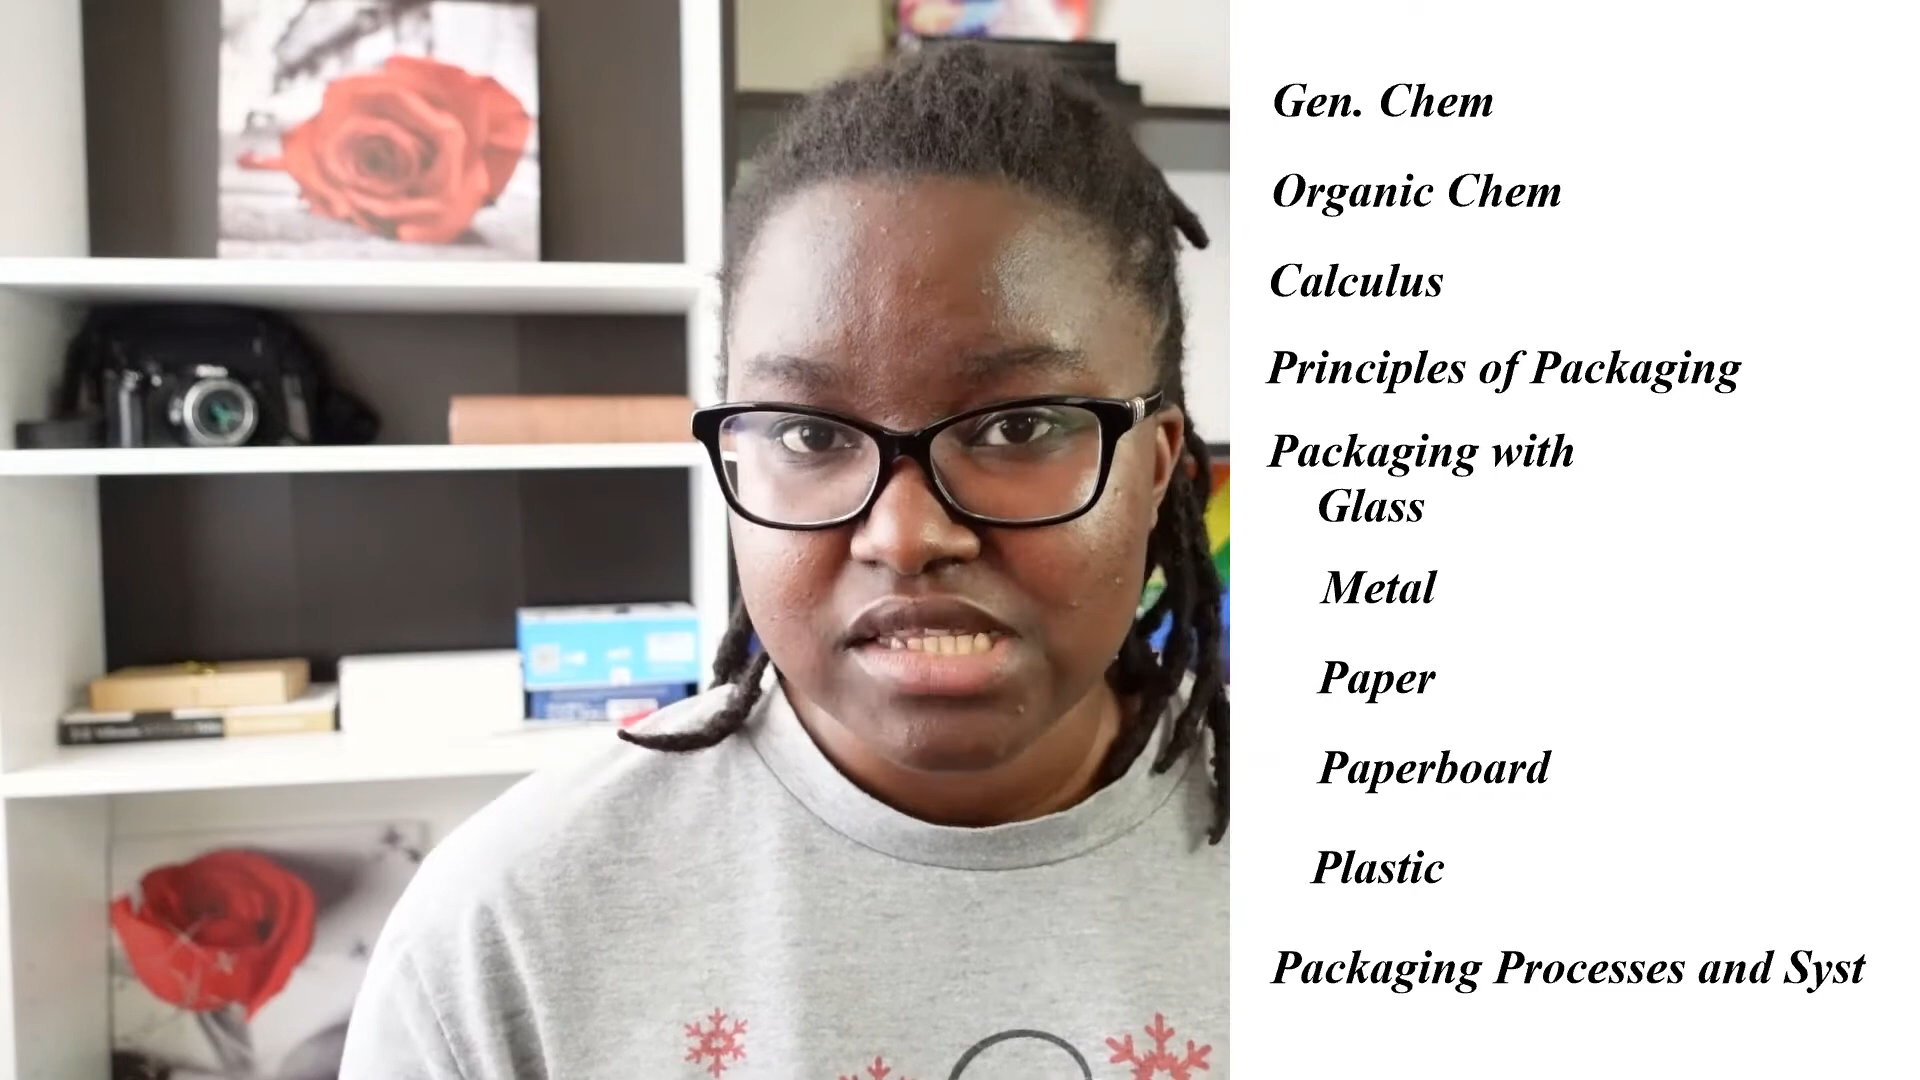 Gen. Chem
Organic Chem
Calculus
Principles of Packaging
Packaging with
Glass
Metal
Paper
Paperboard
Plastic
Packaging Processes and Syst